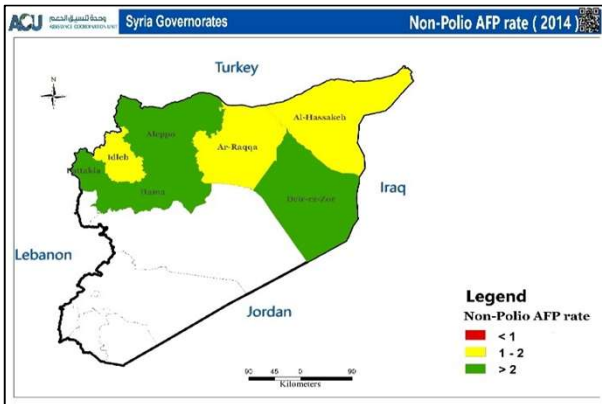 ACU
وحدة تنسيق الدعم
ASSISTANCE COORDINATION UNIT
Syria Governorates
Non-Polio AFP rate ( 2014 )
N
Turkey
Al-Hassakeh
Aleppo
Idleb
Ar-Raqqa
Lattakia
Hama
Deir-ez-Zor
Iraq
Lebanon
Jordan
Legend
Non-Polio AFP rate
< 1
1 - 2
> 2
90 45 0 90
Kilometers